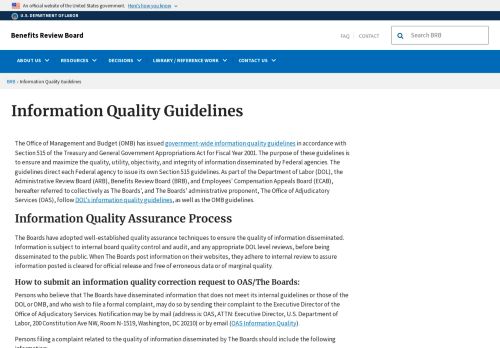 An official website of the United States government. Here's how you know
U.S. DEPARTMENT OF LABOR
Benefits Review Board
FAQ CONTACT
Search BRB
ABOUT US RESOURCES DECISIONS LIBRARY / REFERENCE WORK CONTACT US
BRB › Information Quality Guidelines
Information Quality Guidelines
The Office of Management and Budget (OMB) has issued government-wide information quality guidelines in accordance with
Section 515 of the Treasury and General Government Appropriations Act for Fiscal Year 2001. The purpose of these guidelines is
to ensure and maximize the quality, utility, objectivity, and integrity of information disseminated by Federal agencies. The
guidelines direct each Federal agency to issue its own Section 515 guidelines. As part of the Department of Labor (DOL), the
Administrative Review Board (ARB), Benefits Review Board (BRB), and Employees' Compensation Appeals Board (ECAB),
hereafter referred to collectively as The Boards', and The Boards' administrative proponent, The Office of Adjudicatory
Services (OAS), follow DOL's information quality guidelines, as well as the OMB guidelines.
Information Quality Assurance Process
The Boards have adopted well-established quality assurance techniques to ensure the quality of information disseminated.
Information is subject to internal board quality control and audit, and any appropriate DOL level reviews, before being
disseminated to the public. When The Boards post information on their websites, they adhere to internal review to assure
information posted is cleared for official release and free of erroneous data or of marginal quality.
How to submit an information quality correction request to OAS/The Boards:
Persons who believe that The Boards have disseminated information that does not meet its internal guidelines or those of the
DOL or OMB, and who wish to file a formal complaint, may do so by sending their complaint to the Executive Director of the
Office of Adjudicatory Services. Notification may be by mail (address is: OAS, ATTN: Executive Director, U.S. Department of
Labor, 200 Constitution Ave NW, Room N-1519, Washington, DC 20210) or by email (OAS Information Quality).
Persons filing a complaint related to the quality of information disseminated by The Boards should include the following